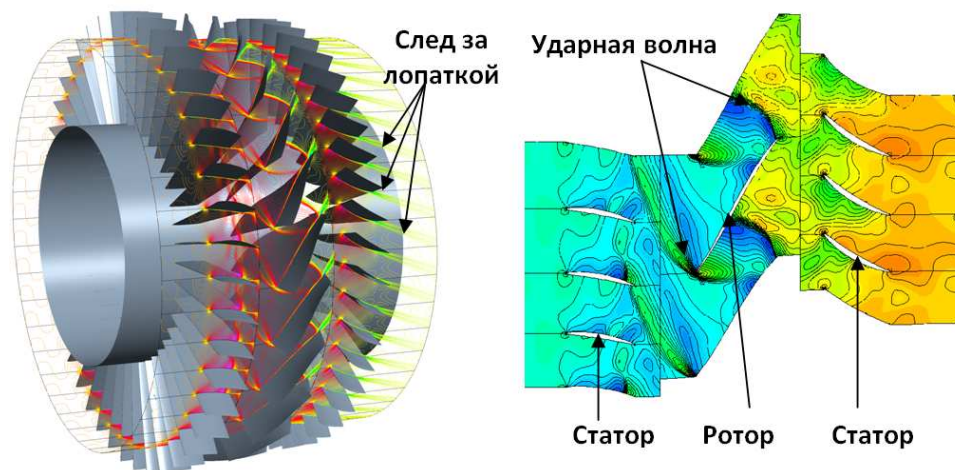 След за
лопаткой
Ударная волна
Статор
Ротор
Статор